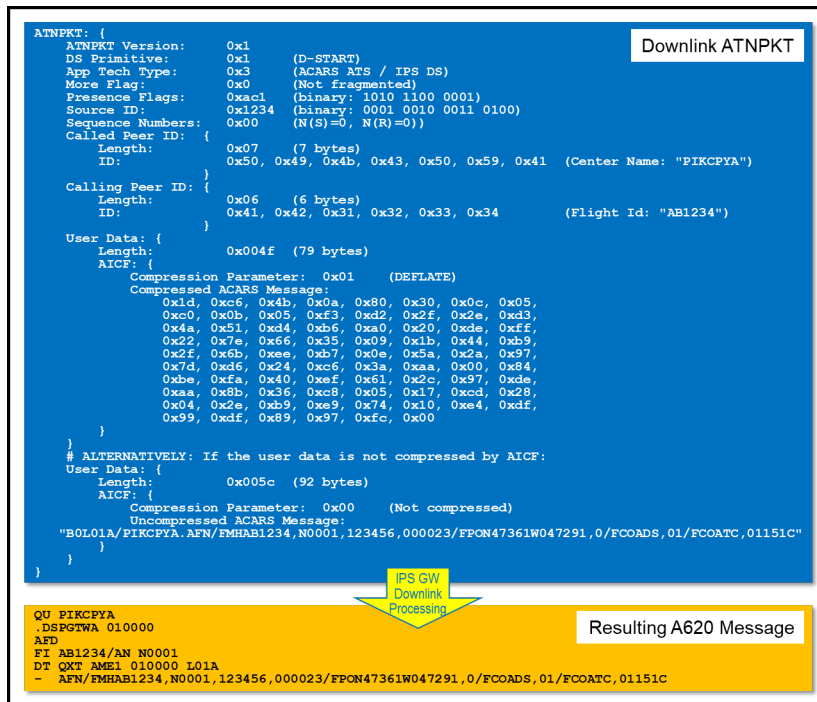 ATNPKT: {
Downlink ATNPKT
ATNPKT Version: 0x1
DS Primitive: 0x1 (D-START)
App Tech Type: 0x3 (ACARS ATS / IPS DS)
More Flag: 0x0 (Not fragmented)
Presence Flags: 0xac1 (binary: 1010 1100 0001)
Source ID: 0x1234 (binary: 0001 0010 0011 0100)
Sequence Numbers: 0x00 (N(S)=0, N(R)=0))
Called Peer ID: {
Length: 0x07 (7 bytes)
ID: 0x50, 0x49, 0x4b, 0x43, 0x50, 0x59, 0x41 (Center Name: "PIKCPYA")
}
Calling Peer ID: {
Length: 0x06 (6 bytes)
ID: 0x41, 0x42, 0x31, 0x32, 0x33, 0x34 (Flight Id: "AB1234")
}
User Data: {
Length: 0x004f (79 bytes)
AICF: {
Compression Parameter: 0x01 (DEFLATE)
Compressed ACARS Message:
0x1d, 0xc6, 0x4b, 0x0a, 0x80, 0x30, 0x0c, 0x05,
0xc0, 0x0b, 0x05, 0xf3, 0xd2, 0x2f, 0x2e, 0xd3,
0x4a, 0x51, 0xd4, 0xb6, 0xa0, 0x20, 0xde, 0xff,
0x22, 0x7e, 0x66, 0x35, 0x09, 0x1b, 0x44, 0xb9,
0x2f, 0x6b, 0xee, 0xb7, 0x0e, 0x5a, 0x2a, 0x97,
0x7d, 0xd6, 0x24, 0xc6, 0x3a, 0xaa, 0x00, 0x84,
0xbe, 0xfa, 0x40, 0xef, 0x61, 0x2c, 0x97, 0xde,
0xaa, 0x8b, 0x36, 0xc8, 0x05, 0x17, 0xcd, 0x28,
0x04, 0x2e, 0xb9, 0xe9, 0x74, 0x10, 0xe4, 0xdf,
0x99, 0xdf, 0x89, 0x97, 0xfc, 0x00
}
}
# ALTERNATIVELY: If the user data is not compressed by AICF:
User Data: {
Length: 0x005c (92 bytes)
AICF: {
Compression Parameter: 0x00 (Not compressed)
Uncompressed ACARS Message:
"B0L01A/PIKCPYA.AFN/FMHAB1234,N0001,123456,000023/FPON47361W047291,0/FCOADS,01/FCOATC,01151C"
}
}
}
IPS GW
Downlink
Processing
Resulting A620 Message
QU PIKCPYA
.DSPGTWA 010000
AFD
FI AB1234/AN N0001
DT QXT AME1 010000 L01A
- AFN/FMHAB1234,N0001,123456,000023/FPON47361W047291,0/FCOADS,01/FCOATC,01151C